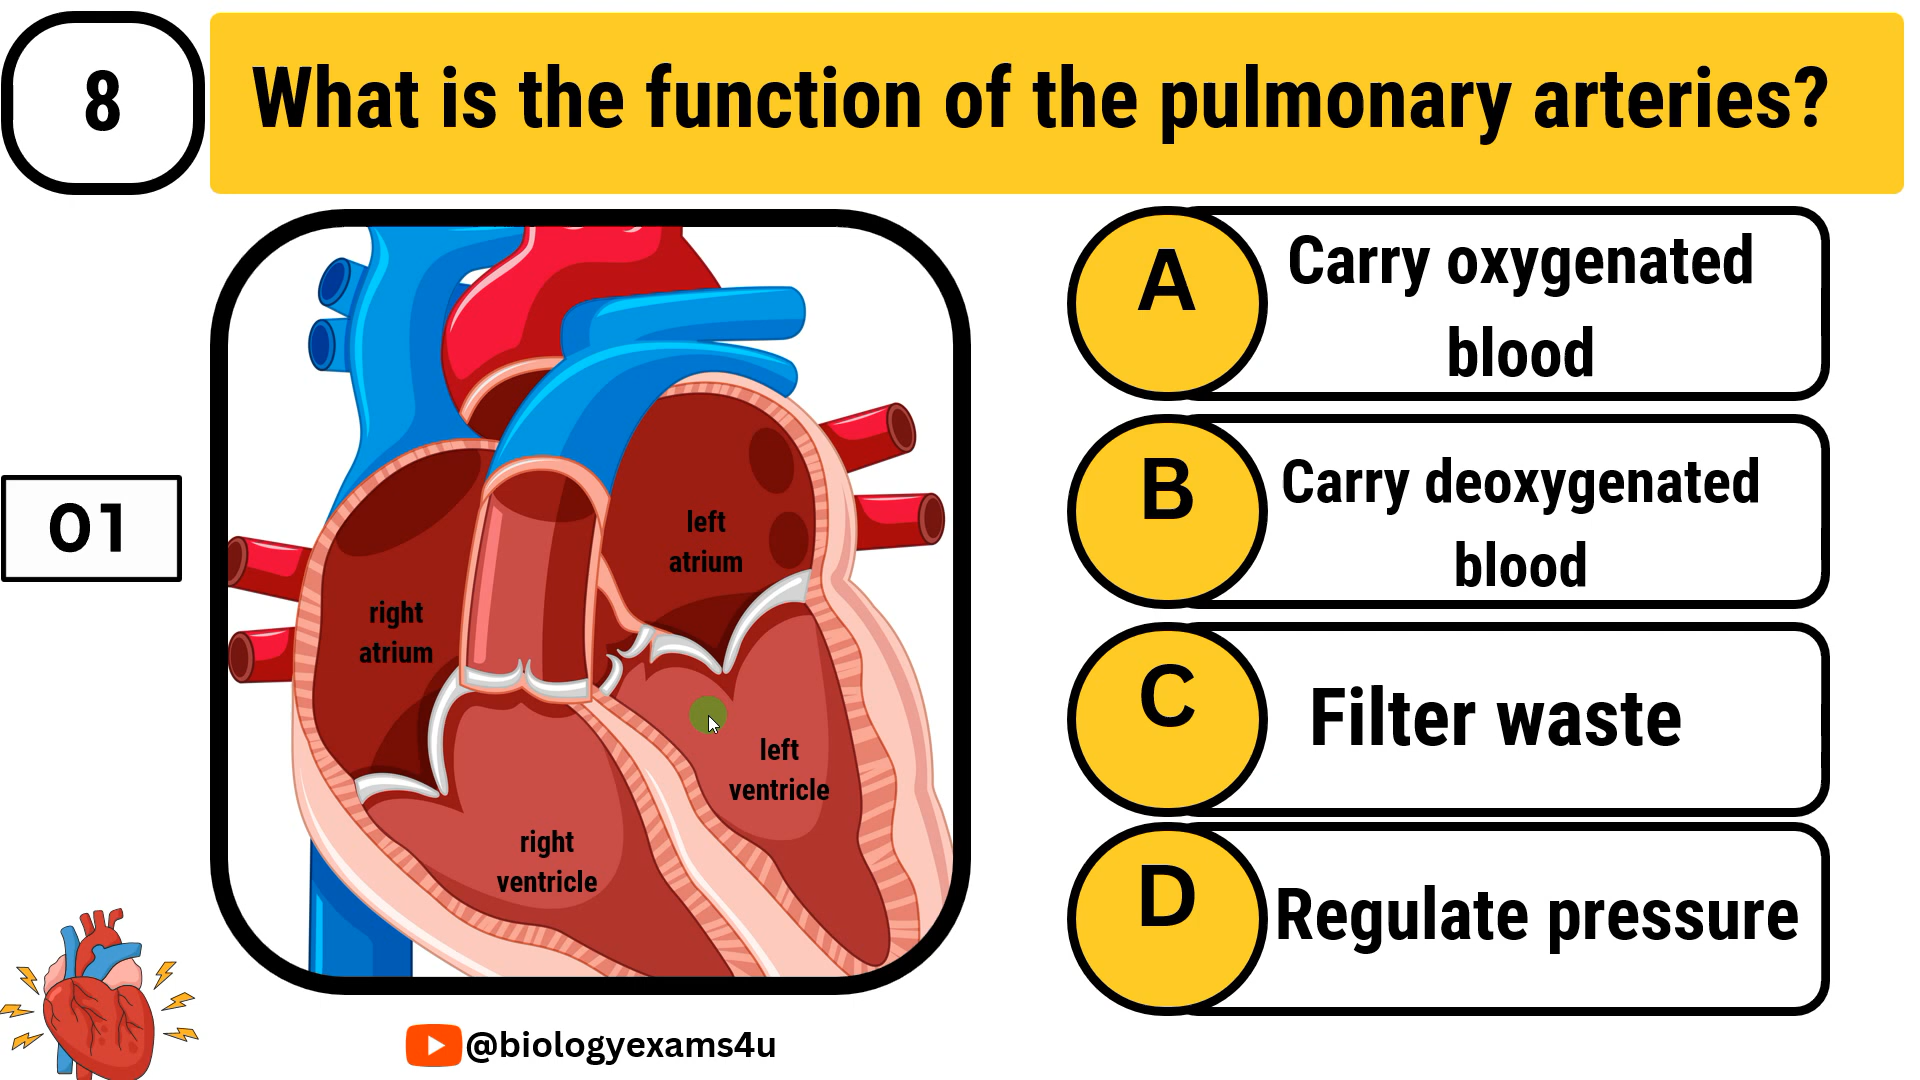 8
What is the function of the pulmonary arteries?
A
Carry oxygenated
blood
B
Carry deoxygenated
blood
C
Filter waste
D
Regulate pressure
01
left
atrium
right
atrium
left
ventricle
right
ventricle
@biologyexams4u